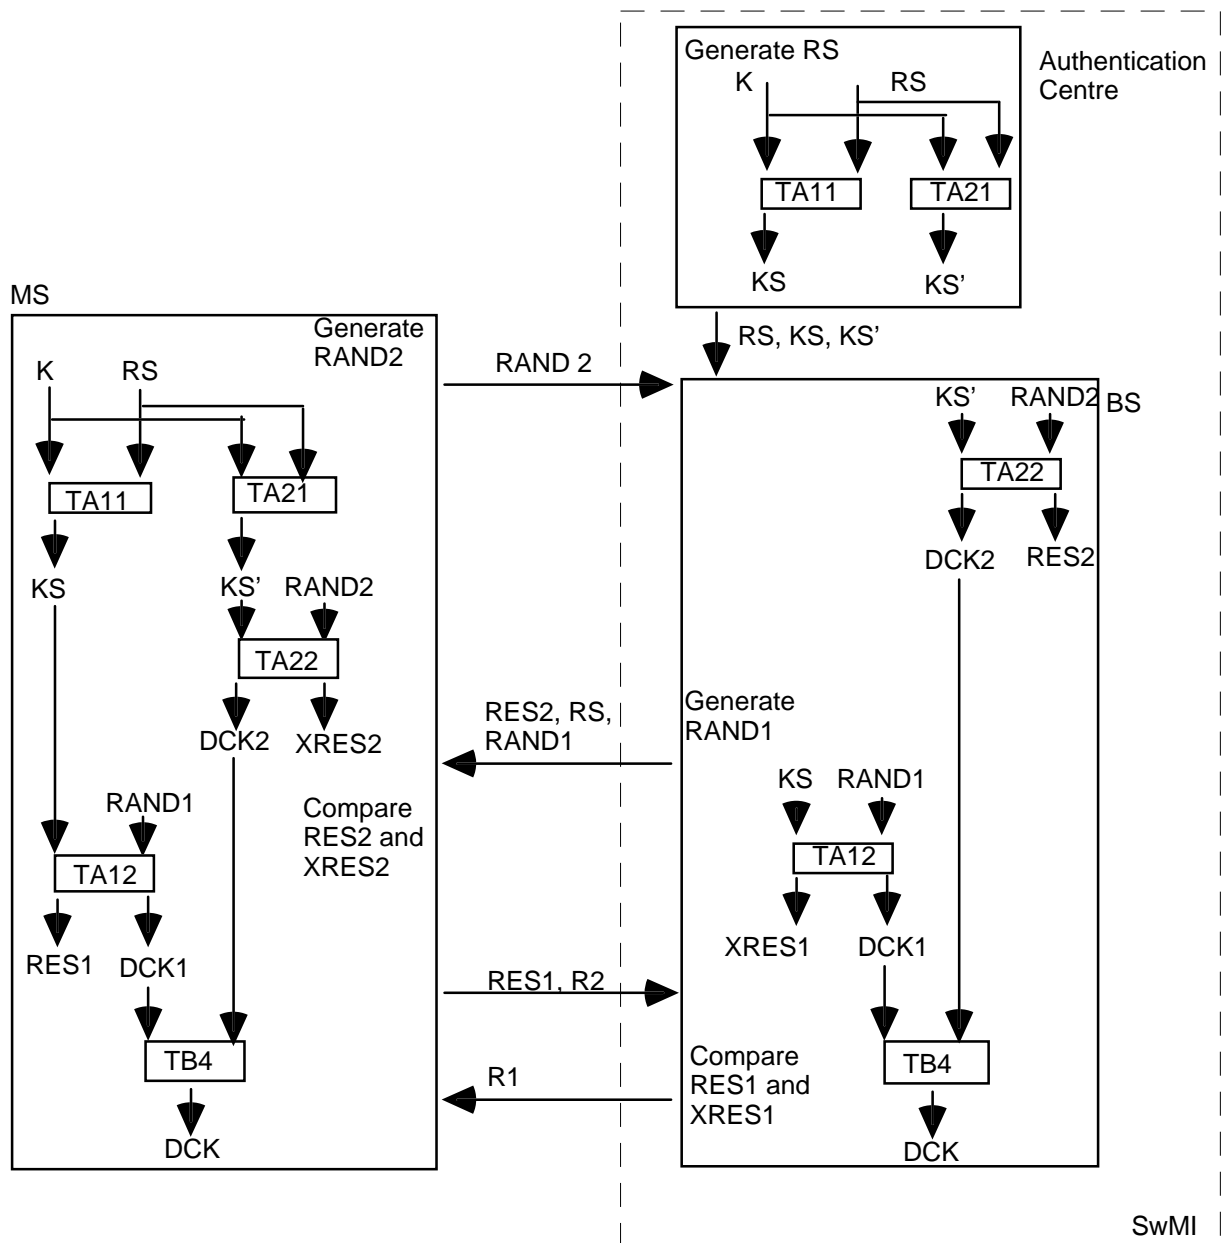 Generate RS
K
RS
Authentication
Centre
TA11
TA21
KS
KS’
RS, KS, KS’
MS
Generate
RAND2
K
RS
TA11
TA21
KS
KS’
RAND2
TA22
DCK2
XRES2
RAND1
Compare
RES2 and
XRES2
TA12
RES1
DCK1
TB4
DCK
RAND 2
RES2, RS,
RAND1
RES1, R2
R1
BS
KS’
RAND2
TA22
DCK2
RES2
Generate
RAND1
KS
RAND1
TA12
XRES1
DCK1
Compare
RES1 and
XRES1
TB4
DCK
SwMI